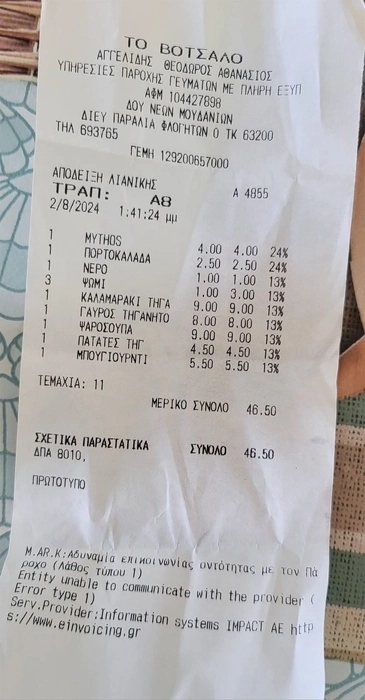 ΤΟ ΒΟΤΣΑΛΟ
ΑΓΓΕΛΙΔΗΣ ΘΕΟΔΩΡΟΣ ΑΘΑΝΑΣΙΟΣ
ΥΠΗΡΕΣΙΕΣ ΠΑΡΟΧΗΣ ΓΕΥΜΑΤΩΝ ΜΕ ΠΛΗΡΗ ΕΞΥΠ
ΑΦΜ 104427898
ΔΟΥ ΝΕΩΝ ΜΟΥΔΑΝΙΩΝ
ΔΙΕΥ ΠΑΡΑΛΙΑ ΦΛΟΓΗΤΩΝ 0 ΤΚ 63200
ΤΗΛ 693765
ΓΕΜΗ 129200657000
ΑΠΟΔΕΙΞΗ ΛΙΑΝΙΚΗΣ Α 4855
ΤΡΑΠ: A8
2/8/2024 1:41:24 μμ
1 MYTHOS 4.00 4.00 24%
1 ΠΟΡΤΟΚΑΛΑΔΑ 2.50 2.50 24%
1 ΝΕΡΟ 1.00 1.00 13%
3 ΨΩΜΙ 1.00 3.00 13%
1 ΚΑΛΑΜΑΡΑΚΙ ΤΗΓΑ 9.00 9.00 13%
1 ΓΑΥΡΟΣ ΤΗΓΑΝΗΤΟ 8.00 8.00 13%
1 ΨΑΡΟΣΟΥΠΑ 9.00 9.00 13%
1 ΠΑΤΑΤΕΣ ΤΗΓ 4.50 4.50 13%
1 ΜΠΟΥΓΙΟΥΡΝΤΙ 5.50 5.50 13%
ΤΕΜΑΧΙΑ: 11
ΜΕΡΙΚΟ ΣΥΝΟΛΟ 46.50
ΣΧΕΤΙΚΑ ΠΑΡΑΣΤΑΤΙΚΑ ΣΥΝΟΛΟ 46.50
ΔΠΑ 8010,
ΠΡΩΤΟΤΥΠΟ
M.AR.K:Αδυναμία επικοινωνίας οντότητας με τον Πά
ροχο (Λάθος τύπου 1)
Entity unable to communicate with the provider (
Error type 1)
Serv.Provider:Information systems IMPACT AE http
s://www.einvoicing.gr